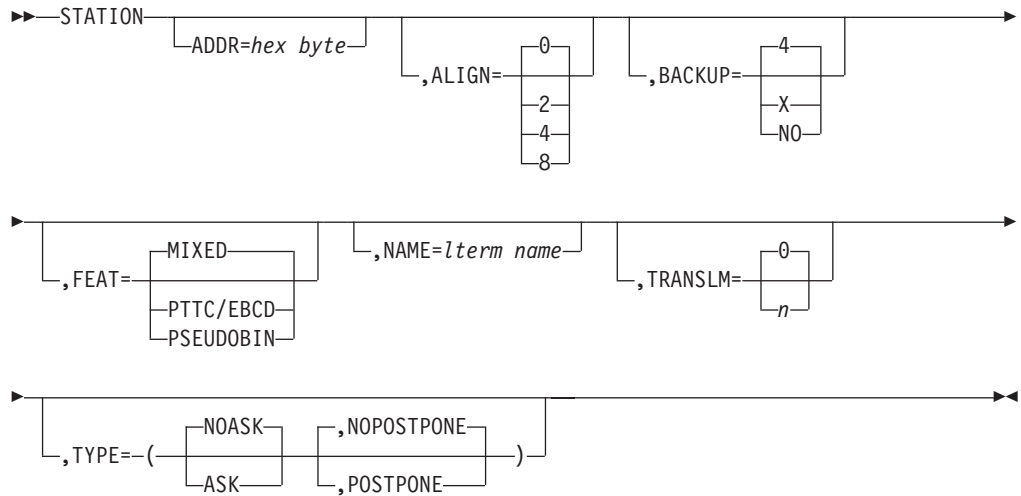 STATION
ADDR=hex byte
,ALIGN=
0
2
4
8
,BACKUP=
4
X
NO
,FEAT=
MIXED
PTTC/EBCD
PSEUDOBIN
,NAME=lterm name
,TRANSLM=
0
n
,TYPE=(
NOASK
ASK
,NOPOSTPONE
,POSTPONE
)